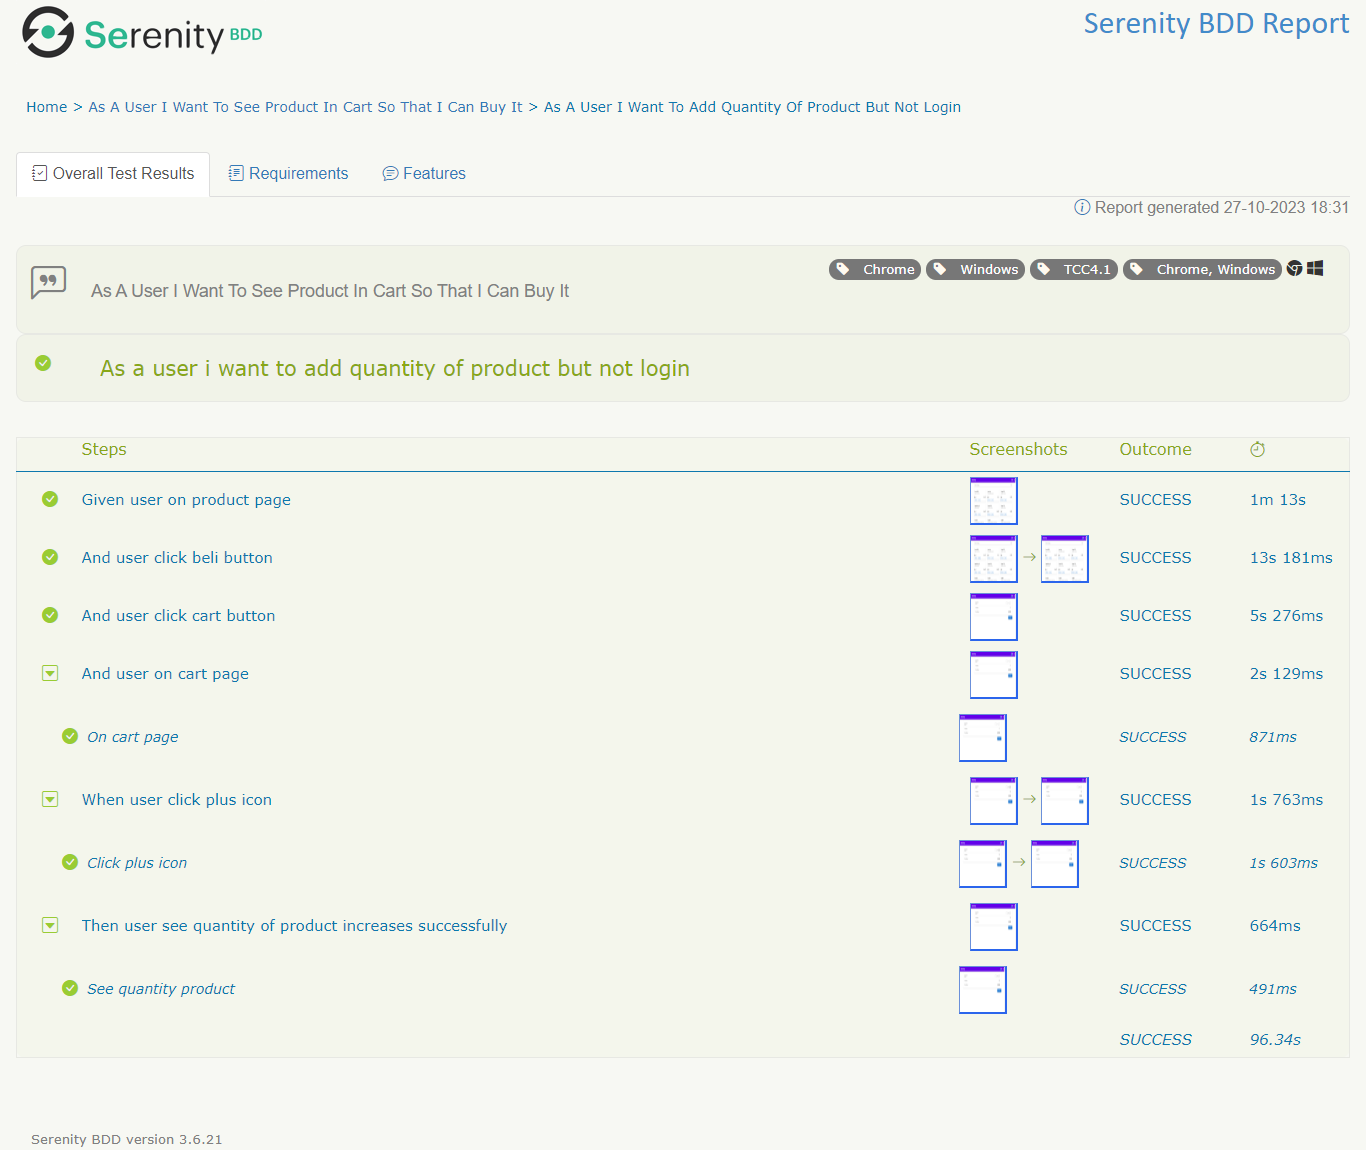 Serenity BDD
Serenity BDD Report
Home > As A User I Want To See Product In Cart So That I Can Buy It > As A User I Want To Add Quantity Of Product But Not Login
Overall Test Results
Requirements
Features
Report generated 27-10-2023 18:31
Chrome
Windows
TCC4.1
Chrome, Windows
As A User I Want To See Product In Cart So That I Can Buy It
As a user i want to add quantity of product but not login
Steps Screenshots Outcome
Given user on product page SUCCESS 1m 13s
And user click beli button SUCCESS 13s 181ms
And user click cart button SUCCESS 5s 276ms
And user on cart page SUCCESS 2s 129ms
On cart page SUCCESS 871ms
When user click plus icon SUCCESS 1s 763ms
Click plus icon SUCCESS 1s 603ms
Then user see quantity of product increases successfully SUCCESS 664ms
See quantity product SUCCESS 491ms
SUCCESS 96.34s
Serenity BDD version 3.6.21